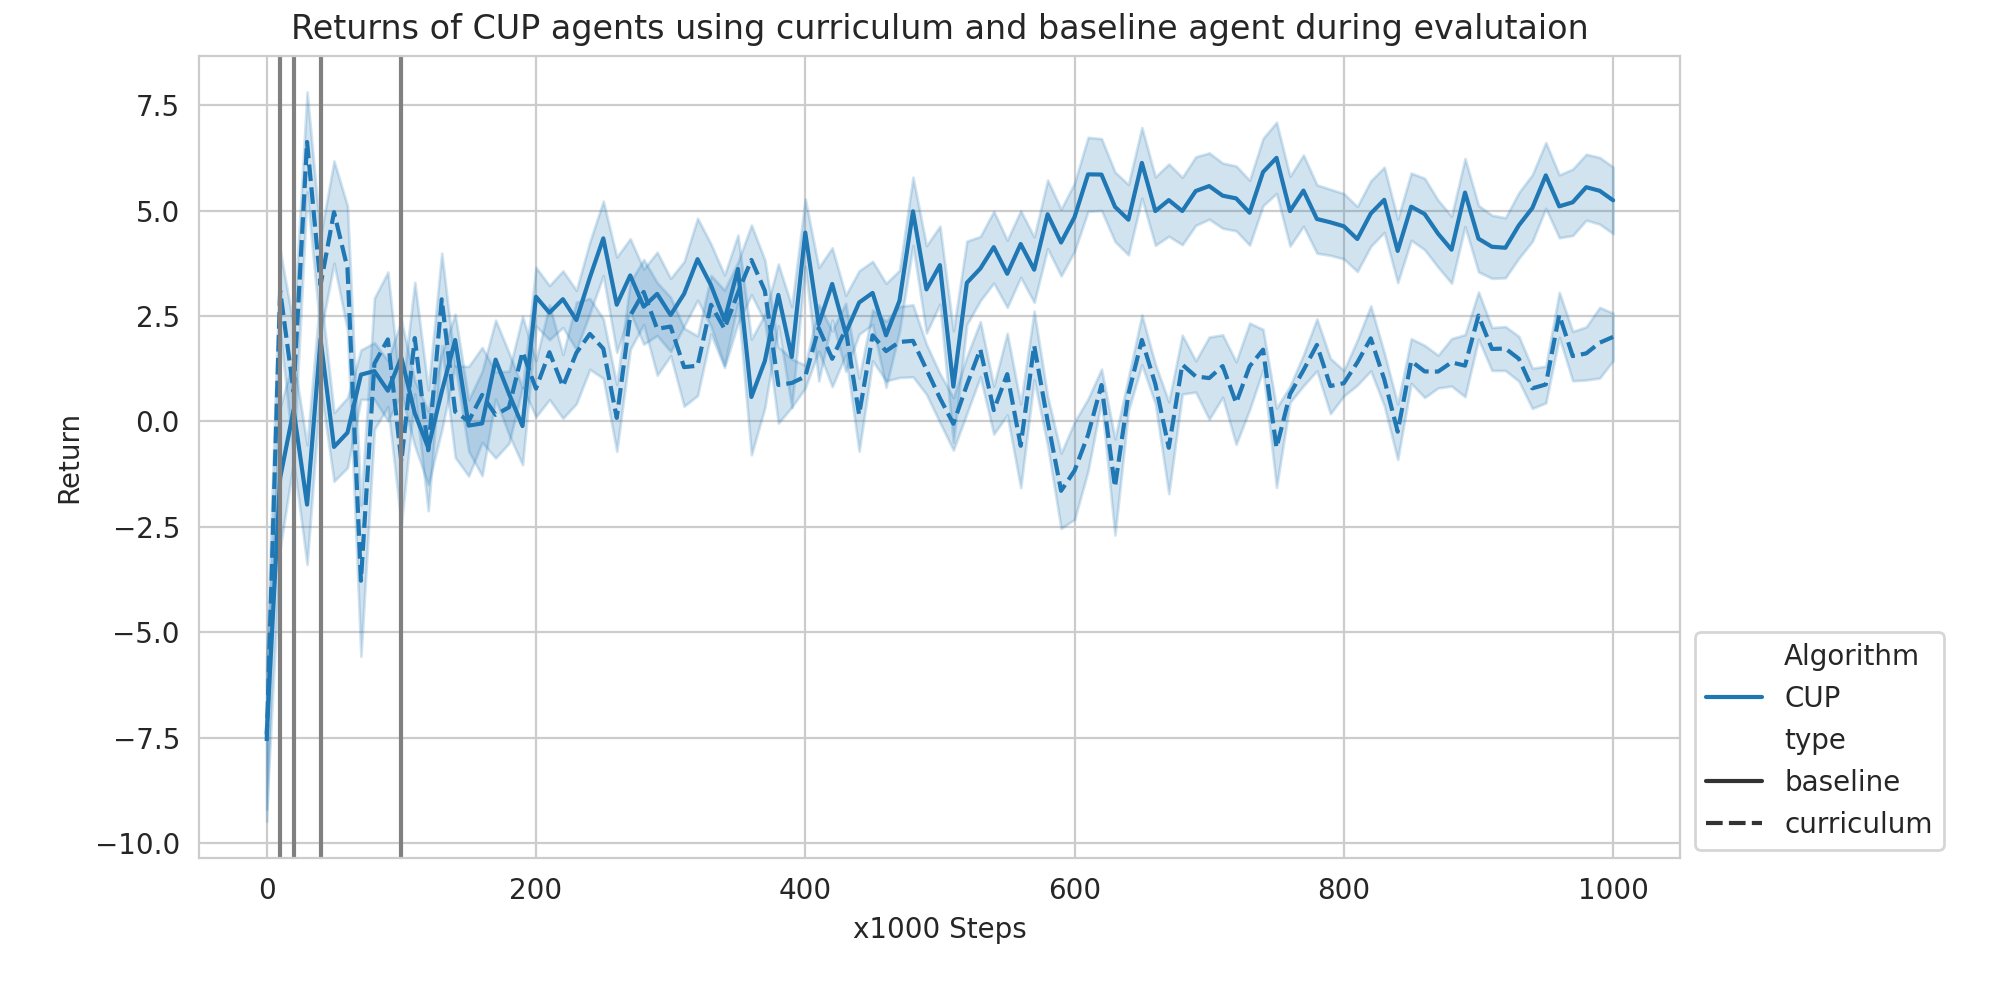 Returns of CUP agents using curriculum and baseline agent during evalutaion
7.5
5.0
2.5
0.0
−2.5
−5.0
−7.5
−10.0
Return
0 200 400 600 800 1000
x1000 Steps
Algorithm
CUP
type
baseline
curriculum